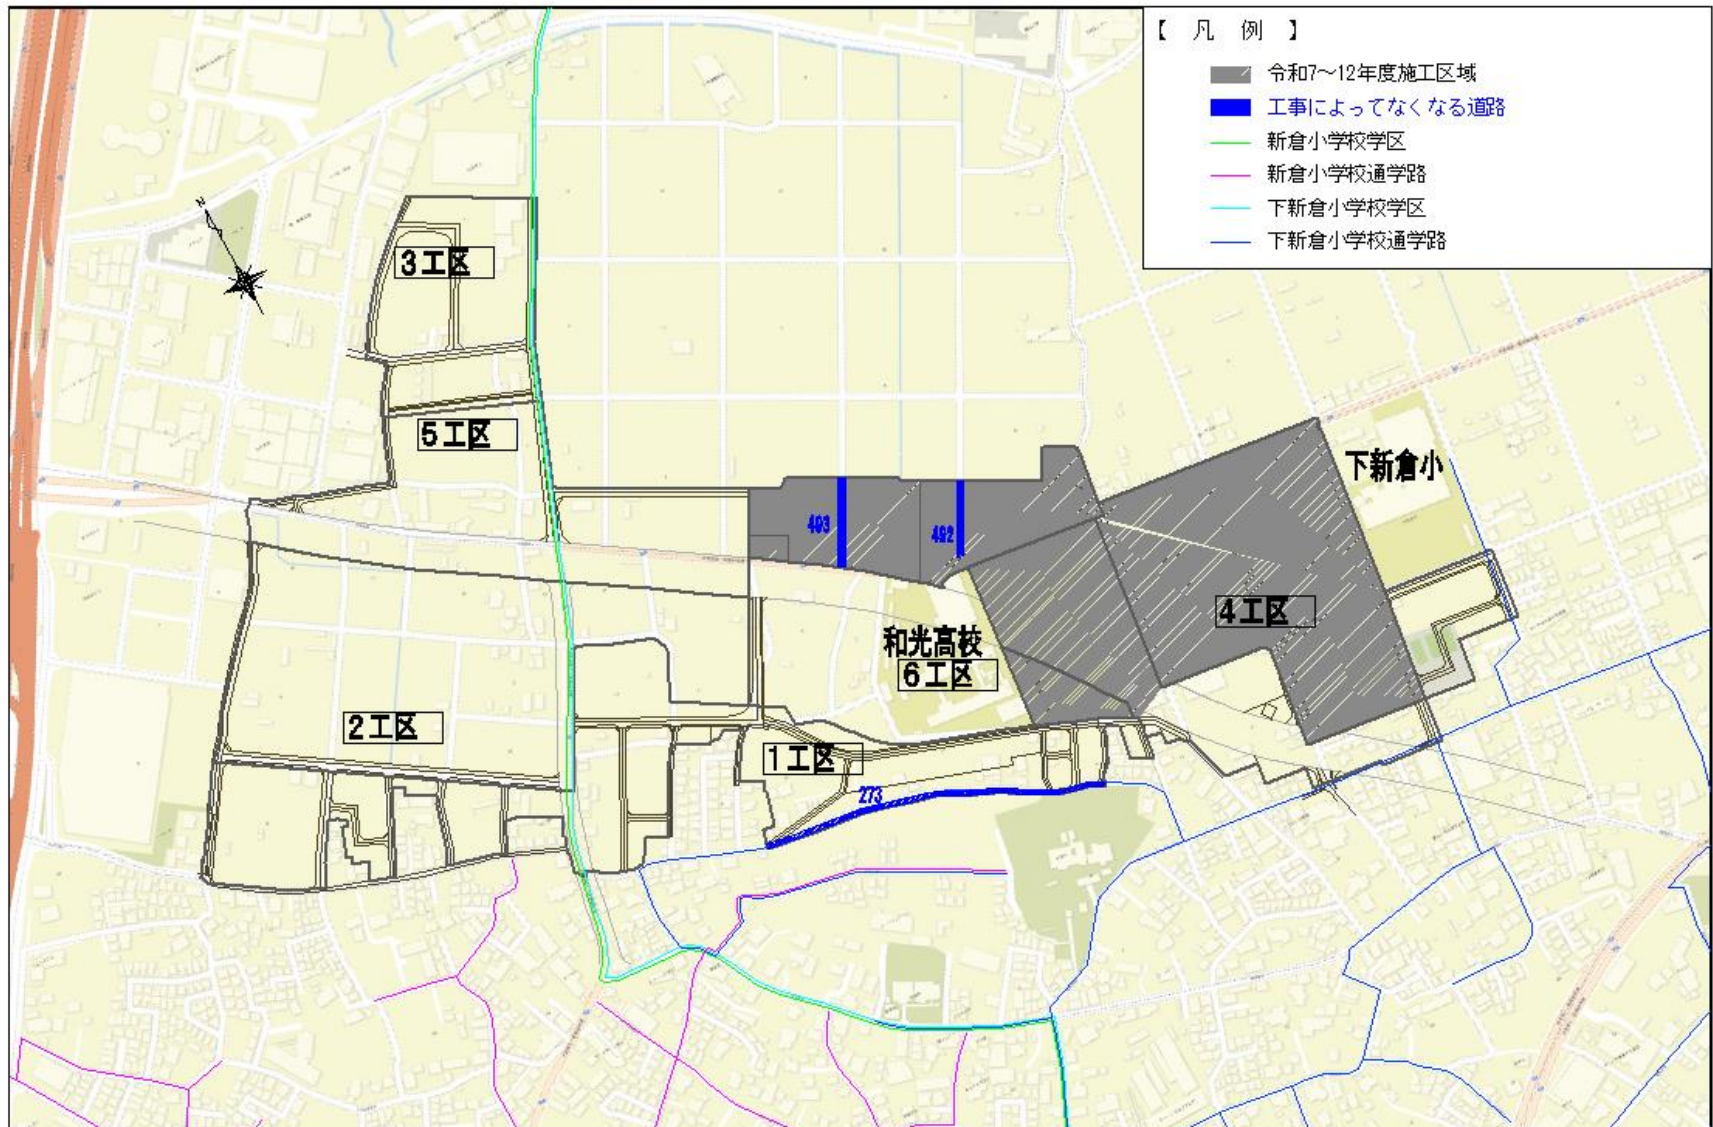 【 凡 例 】
令和7～12年度施工区域
工事によってなくなる道路
新倉小学校学区
新倉小学校通学路
下新倉小学校学区
下新倉小学校通学路
N
3工区
5工区
下新倉小
493
492
4工区
和光高校
6工区
2工区
1工区
273